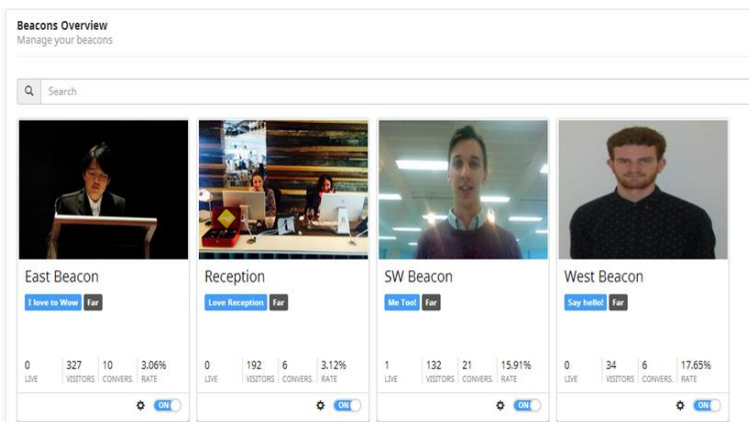 Beacons Overview
Manage your beacons
Search
East Beacon
I love to Wow Far
0 327 10 3.06%
LIVE VISITORS CONVERS. RATE
ON
Reception
Love Reception Far
0 192 6 3.12%
LIVE VISITORS CONVERS. RATE
ON
SW Beacon
Me Too! Far
1 132 21 15.91%
LIVE VISITORS CONVERS. RATE
ON
West Beacon
Say hello! Far
0 34 6 17.65%
LIVE VISITORS CONVERS. RATE
ON